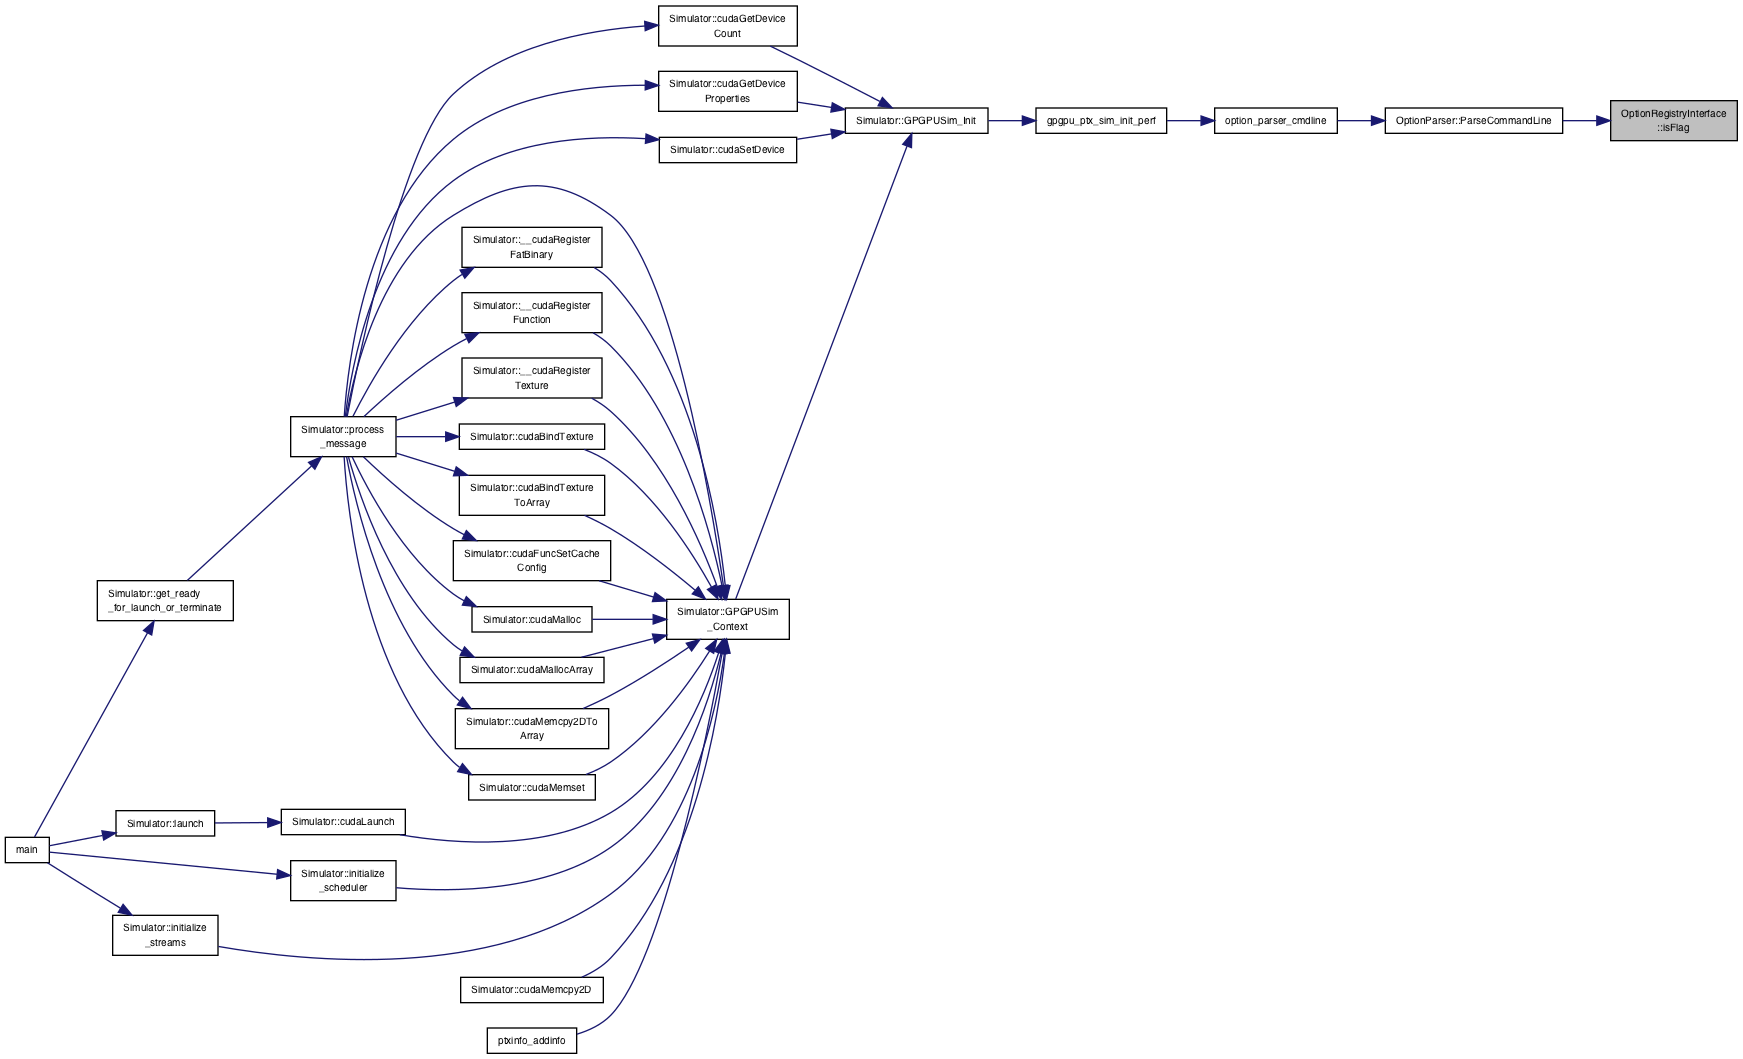 Simulator::cudaGetDevice
Count
Simulator::cudaGetDevice
Properties
Simulator::cudaSetDevice
Simulator::GPGPUSim_Init
gpgpu_ptx_sim_init_perf
option_parser_cmdline
OptionParser::ParseCommandLine
OptionRegistryInterface
::isFlag
Simulator::__cudaRegister
FatBinary
Simulator::__cudaRegister
Function
Simulator::__cudaRegister
Texture
Simulator::process
_message
Simulator::cudaBindTexture
Simulator::cudaBindTexture
ToArray
Simulator::cudaFuncSetCache
Config
Simulator::get_ready
_for_launch_or_terminate
Simulator::cudaMalloc
Simulator::GPGPUSim
_Context
Simulator::cudaMallocArray
Simulator::cudaMemcpy2DTo
Array
Simulator::cudaMemset
Simulator::launch
Simulator::cudaLaunch
main
Simulator::initialize
_scheduler
Simulator::initialize
_streams
Simulator::cudaMemcpy2D
ptxinfo_addinfo